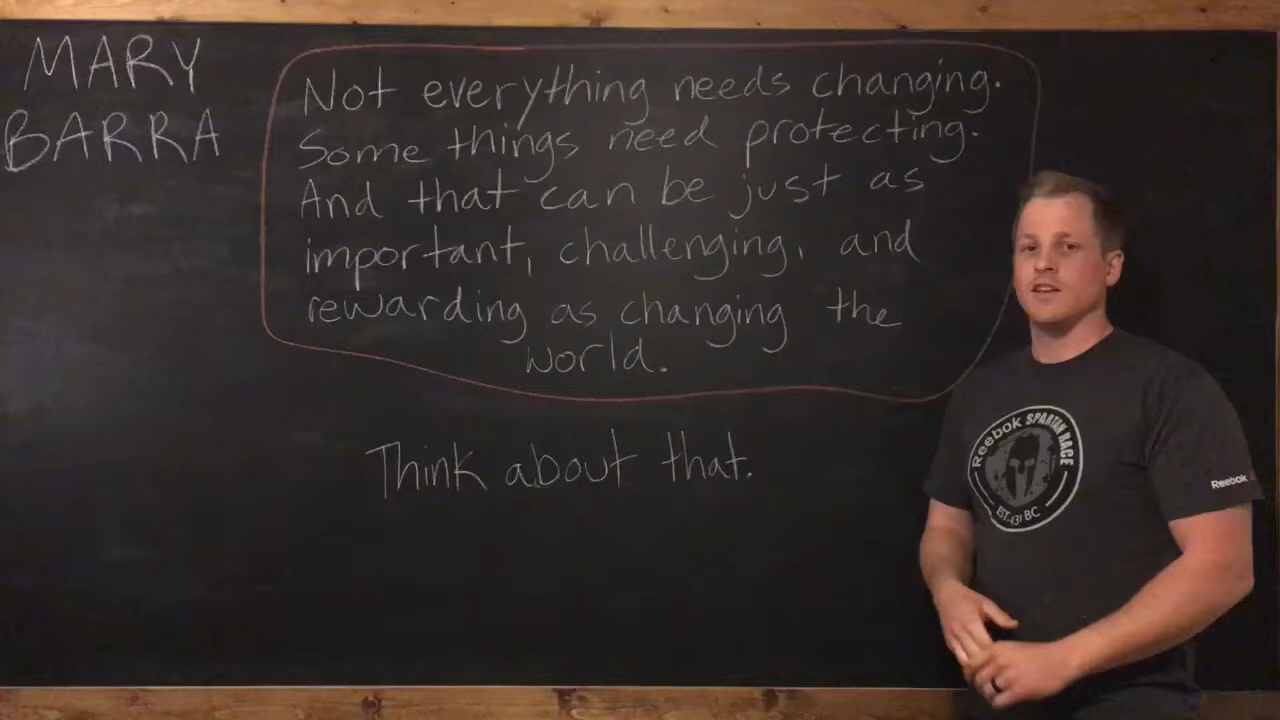 MARY
BARRA
Not everything needs changing.
Some things need protecting.
And that can be just as
important, challenging, and
rewarding as changing the
world.
Think about that.
Reebok SPARTAN RACE
EST. 431 BC
Reebok